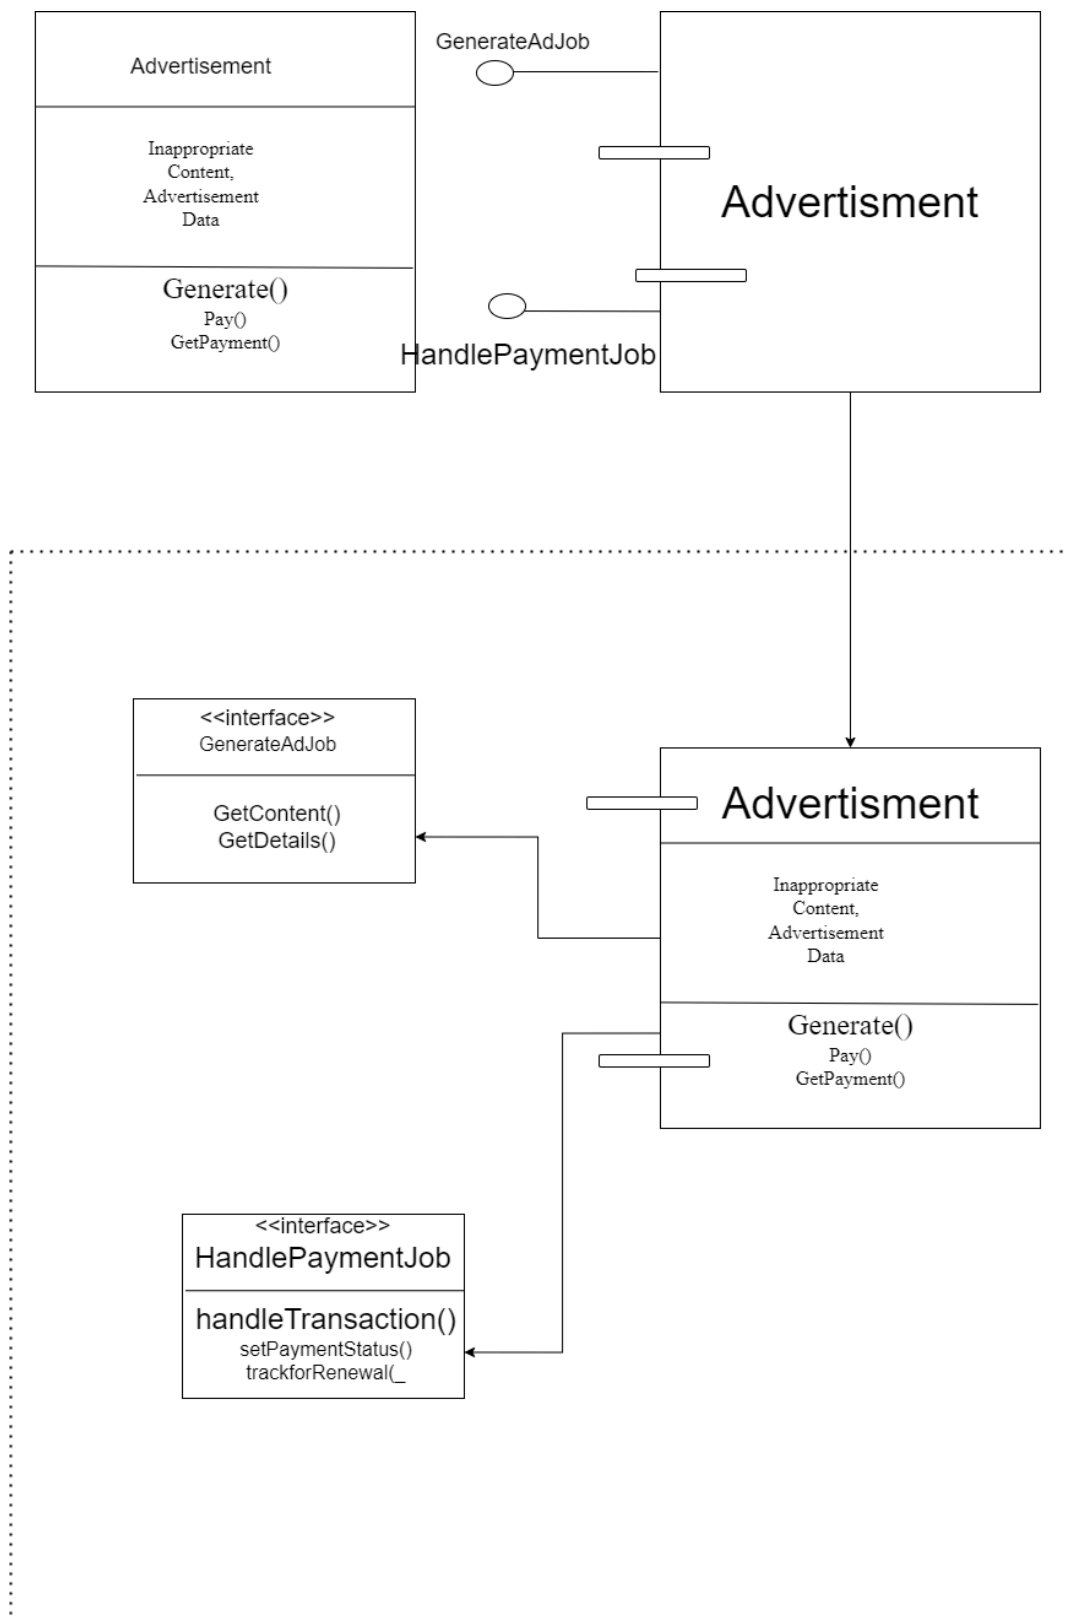 Advertisement
Inappropriate
Content,
Advertisement
Data
Generate()
Pay()
GetPayment()
GenerateAdJob
HandlePaymentJob
Advertisment
<<interface>>
GenerateAdJob
GetContent()
GetDetails()
Advertisment
Inappropriate
Content,
Advertisement
Data
Generate()
Pay()
GetPayment()
<<interface>>
HandlePaymentJob
handleTransaction()
setPaymentStatus()
trackforRenewal(_